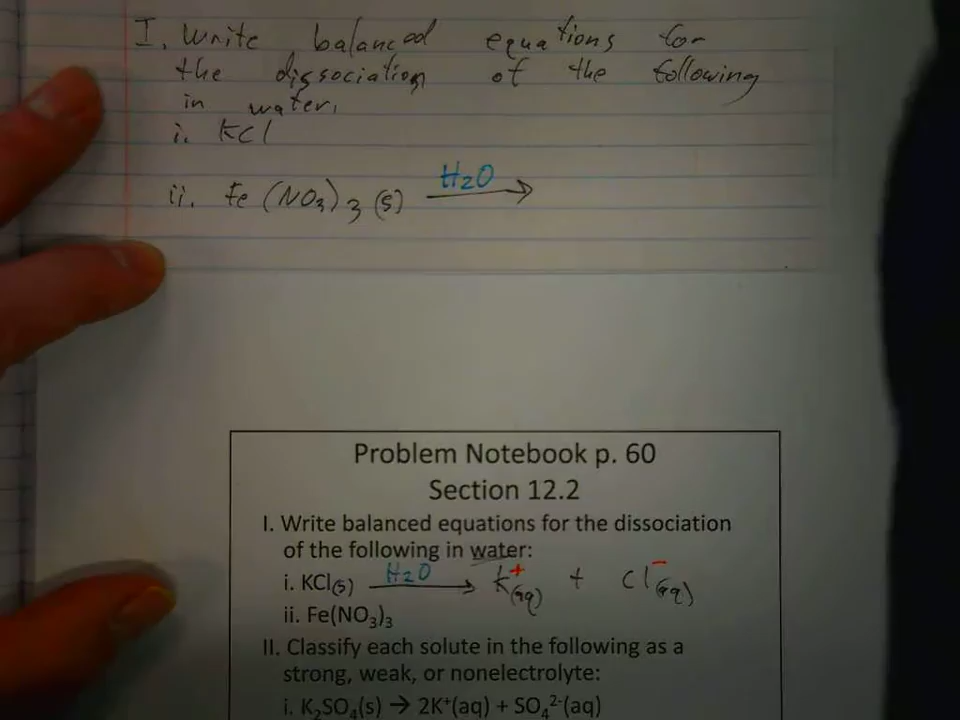 I. Write balanced equations for
the dissociation of the following
in water.
i. KCl
ii. Fe(NO₃)₃(s) H₂O →
Problem Notebook p. 60
Section 12.2
I. Write balanced equations for the dissociation
of the following in water:
i. KCl(s) H₂O → K⁺(aq) + Cl⁻(aq)
ii. Fe(NO₃)₃
II. Classify each solute in the following as a
strong, weak, or nonelectrolyte:
i. K₂SO₄(s) → 2K⁺(aq) + SO₄²⁻(aq)